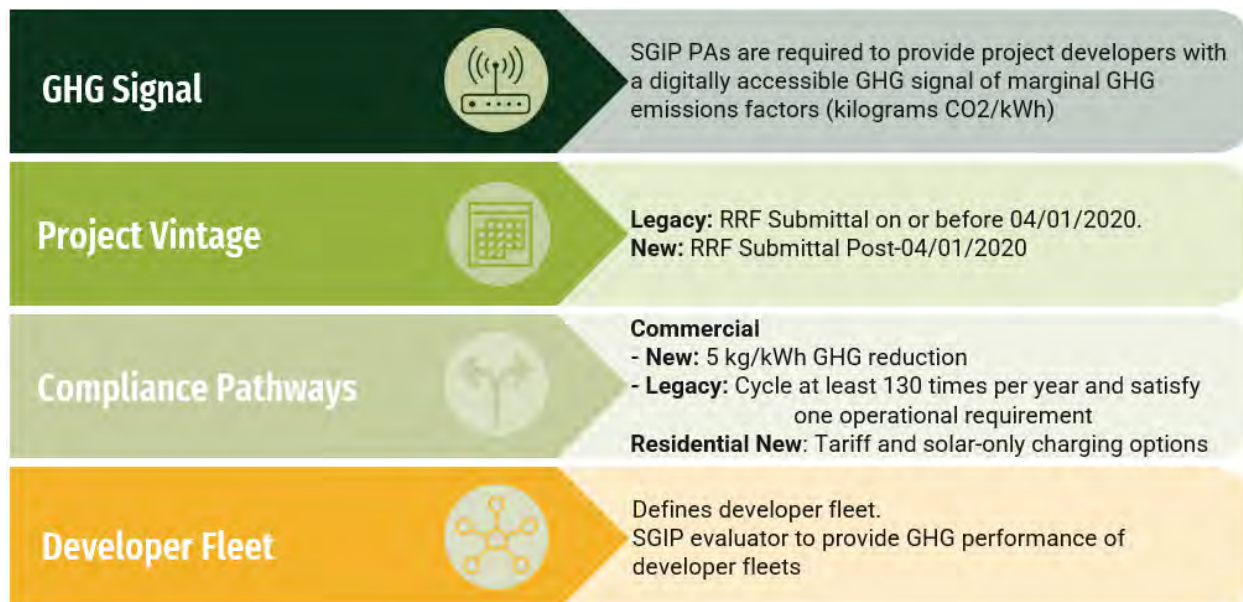 GHG Signal
SGIP PAs are required to provide project developers with
a digitally accessible GHG signal of marginal GHG
emissions factors (kilograms CO2/kWh)
Project Vintage
Legacy: RRF Submittal on or before 04/01/2020.
New: RRF Submittal Post-04/01/2020
Compliance Pathways
Commercial
- New: 5 kg/kWh GHG reduction
- Legacy: Cycle at least 130 times per year and satisfy
one operational requirement
Residential New: Tariff and solar-only charging options
Developer Fleet
Defines developer fleet.
SGIP evaluator to provide GHG performance of
developer fleets